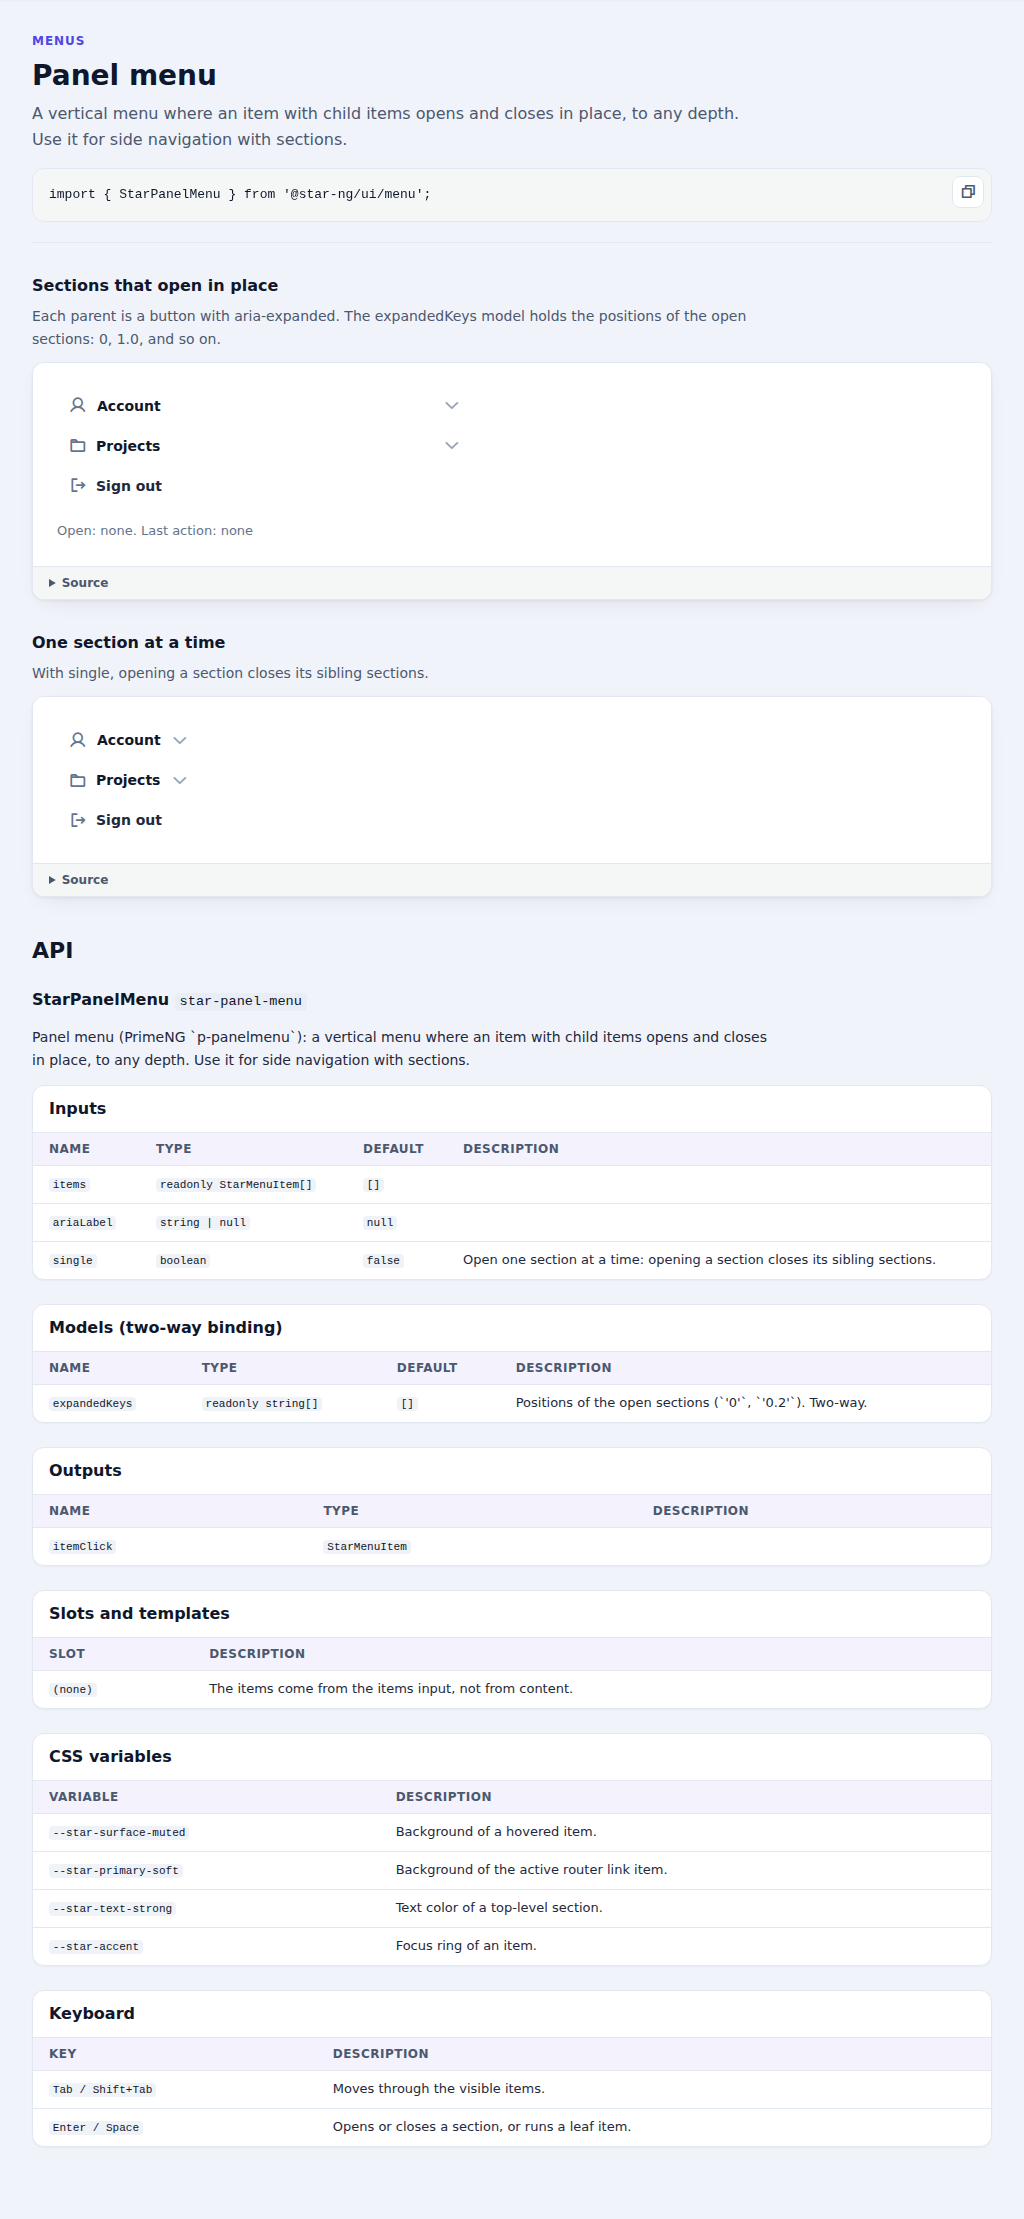 MENUS
Panel menu
A vertical menu where an item with child items opens and closes in place, to any depth.
Use it for side navigation with sections.
import { StarPanelMenu } from '@star-ng/ui/menu';
Sections that open in place
Each parent is a button with aria-expanded. The expandedKeys model holds the positions of the open
sections: 0, 1.0, and so on.
Account
Projects
Sign out
Open: none. Last action: none
Source
One section at a time
With single, opening a section closes its sibling sections.
Account
Projects
Sign out
Source
API
StarPanelMenu star-panel-menu
Panel menu (PrimeNG `p-panelmenu`): a vertical menu where an item with child items opens and closes
in place, to any depth. Use it for side navigation with sections.
Inputs
NAME TYPE DEFAULT DESCRIPTION
items readonly StarMenuItem[] []
ariaLabel string | null null
single boolean false Open one section at a time: opening a section closes its sibling sections.
Models (two-way binding)
NAME TYPE DEFAULT DESCRIPTION
expandedKeys readonly string[] [] Positions of the open sections (`'0'`, `'0.2'`). Two-way.
Outputs
NAME TYPE DESCRIPTION
itemClick StarMenuItem
Slots and templates
SLOT DESCRIPTION
(none) The items come from the items input, not from content.
CSS variables
VARIABLE DESCRIPTION
--star-surface-muted Background of a hovered item.
--star-primary-soft Background of the active router link item.
--star-text-strong Text color of a top-level section.
--star-accent Focus ring of an item.
Keyboard
KEY DESCRIPTION
Tab / Shift+Tab Moves through the visible items.
Enter / Space Opens or closes a section, or runs a leaf item.